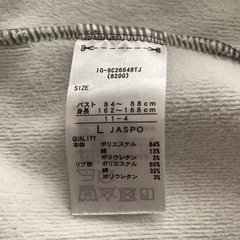 IG-9C26548TJ
(8200)
SIZE
バスト 84〜 88cm
身長 162〜168cm
11-4
L JASPO
QUALITY
本体 ポリエステル 84%
綿 13%
ポリウレタン 3%
リブ部 ポリエステル 65%
綿 32%
ポリウレタン 3%